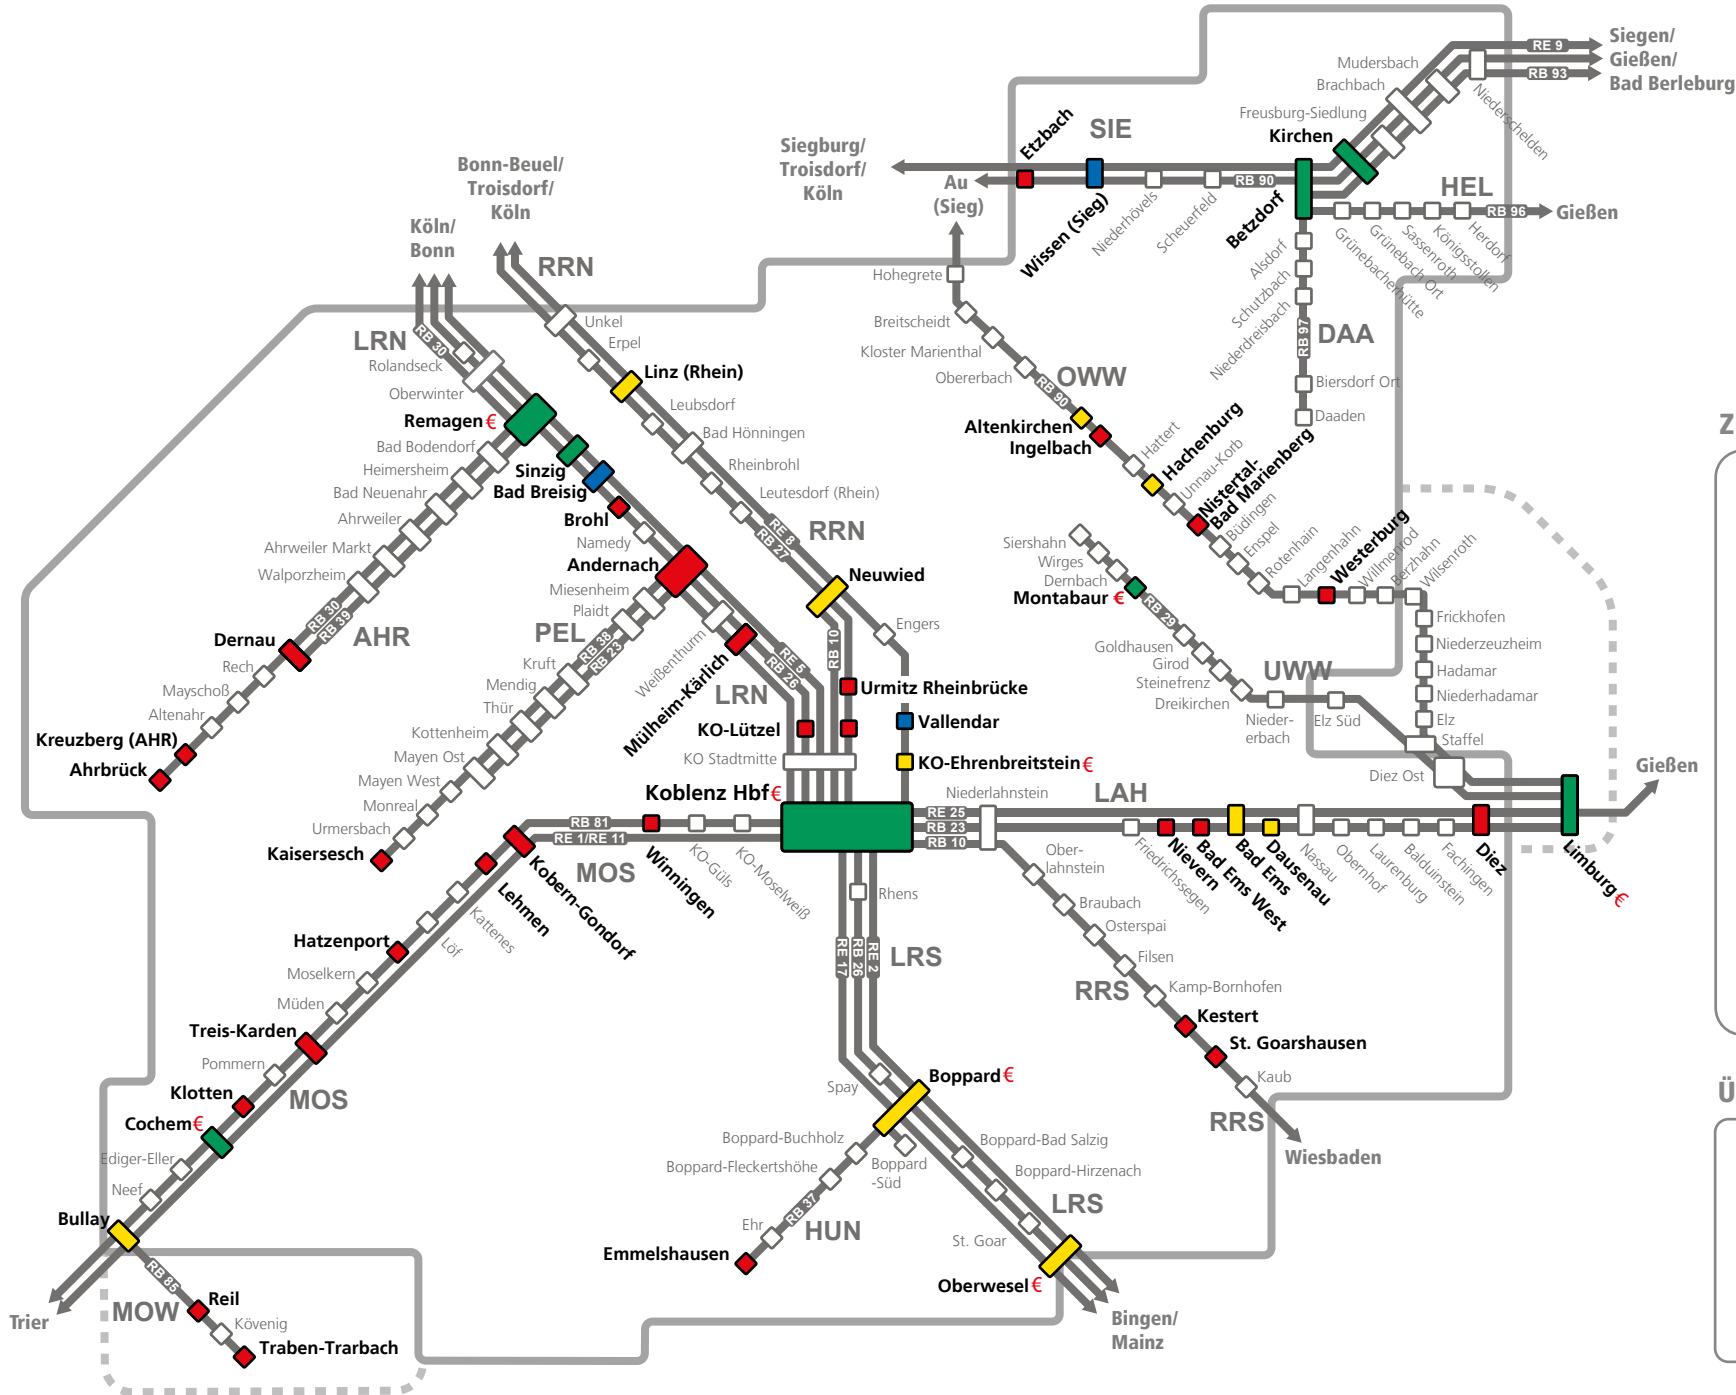 Siegen/
Gießen/
Bad Berleburg
RE 9
RB 93
Mudersbach
Brachbach
Freusburg-Siedlung
Kirchen
Niederschelden
SIE
Etzbach
Siegburg/
Troisdorf/
Köln
Au
(Sieg)
Wissen (Sieg)
Niederhövels
Scheuerfeld
RB 90
Betzdorf
HEL
RB 96
Gießen
Grünebacherhütte
Grünebach Ort
Sassenroth
Königsstollen
Herdorf
Alsdorf
Schutzbach
Niederdreisbach
RB 97
DAA
Biersdorf Ort
Daaden
Bonn-Beuel/
Troisdorf/
Köln
Köln/
Bonn
RRN
Unkel
Erpel
Linz (Rhein)
Leubsdorf
Bad Hönningen
Rheinbrohl
Leutesdorf (Rhein)
RE 8
RB 27
RRN
Neuwied
Engers
LRN
RB 30
Rolandseck
Oberwinter
Remagen €
Bad Bodendorf
Heimersheim
Bad Neuenahr
Ahrweiler
Ahrweiler Markt
Walporzheim
RB 30
RB 39
AHR
Dernau
Rech
Mayschoß
Altenahr
Kreuzberg (AHR)
Ahrbrück
Sinzig
Bad Breisig
Brohl
Namedy
Andernach
Miesenheim
Plaidt
PEL
RB 38
RB 23
Kruft
Mendig
Thür
Kottenheim
Mayen Ost
Mayen West
Monreal
Urmersbach
Kaisersesch
Weißenthurm
Mülheim-Kärlich
RE 5
RB 26
LRN
KO-Lützel
KO Stadtmitte
Koblenz Hbf €
RB 10
Urmitz Rheinbrücke
Vallendar
KO-Ehrenbreitstein €
Hohegrete
Breitscheidt
Kloster Marienthal
Obererbach
RB 90
OWW
Altenkirchen
Ingelbach
Hattert
Hachenburg
Unnau-Korb
Nistertal-
Bad Marienberg
Büdingen
Enspel
Rotenhain
Langenhahn
Westerburg
Willmenrod
Berzhahn
Wilsenroth
Frickhofen
Niederzeuzheim
Hadamar
Niederhadamar
Elz
Staffel
Siershahn
Wirges
Dernbach
Montabaur €
RB 29
Goldhausen
Girod
Steinefrenz
Dreikirchen
UWW
Nieder-
erbach
Elz Süd
Diez Ost
Gießen
Niederlahnstein
LAH
RE 25
RB 23
RB 10
Friedrichssegen
Nievern
Bad Ems West
Bad Ems
Dausenau
Nassau
Obernhof
Laurenburg
Balduinstein
Fachingen
Diez
Limburg €
Ober-
lahnstein
Braubach
Osterspai
Filsen
RRS
Kamp-Bornhofen
Kestert
St. Goarshausen
Kaub
RRS
Wiesbaden
RB 81
RE 1/RE 11
MOS
Winningen
KO-Güls
KO-Moselweiß
Kobern-Gondorf
Lehmen
Kattenes
Löf
Hatzenport
Moselkern
Müden
Treis-Karden
Pommern
MOS
Klotten
Cochem €
Ediger-Eller
Neef
Bullay
RB 85
MOW
Reil
Kövenig
Traben-Trarbach
Trier
Rhens
RE 17
RB 26
RE 2
LRS
Spay
Boppard €
Boppard-Buchholz
Boppard-Fleckertshöhe
Boppard
-Süd
RB 37
HUN
Ehr
Emmelshausen
Boppard-Bad Salzig
Boppard-Hirzenach
LRS
St. Goar
Oberwesel €
Bingen/
Mainz
Z
Ü